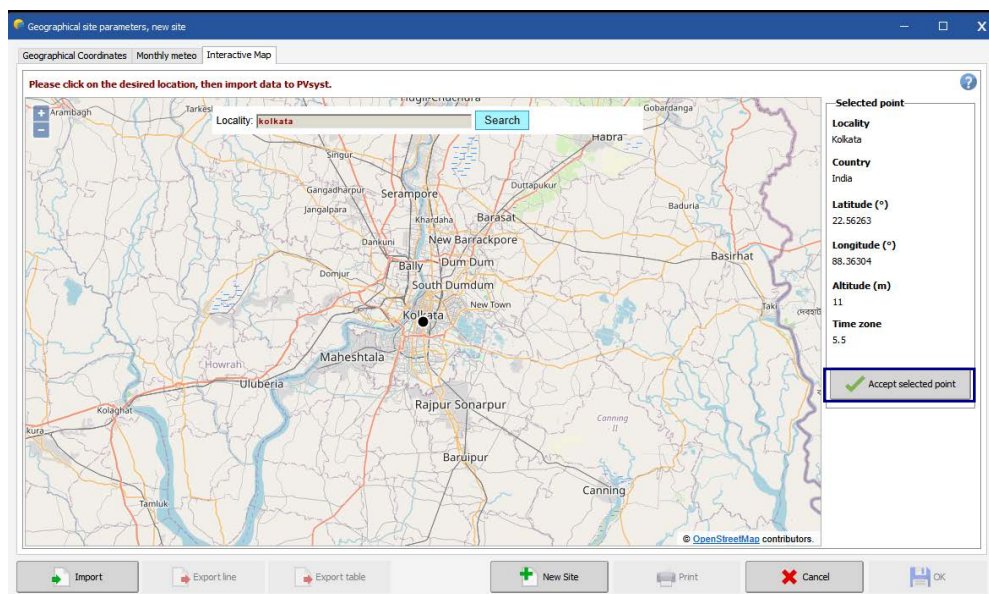 Geographical site parameters, new site
Geographical Coordinates
Monthly meteo
Interactive Map
Please click on the desired location, then import data to PVsyst.
Locality: kolkata
Search
Arambagh
Gobardanga
Habra
Singur
Gangadharpur
Serampore
Duttapukur
Jangalpara
Khardaha
Barasat
Baduria
Dankuni
New Barrackpore
Basirhat
Bally
Dum Dum
Domjur
South Dumdum
New Town
Kolkata
Taki
Maheshtala
Howrah
Uluberia
Kolaghat
Rajpur Sonarpur
Canning
II
kura
Baruipur
Canning
Tamluk
© OpenStreetMap contributors.
Selected point
Locality
Kolkata
Country
India
Latitude (°)
22.56263
Longitude (°)
88.36304
Altitude (m)
11
Time zone
5.5
Accept selected point
Import
Export line
Export table
New Site
Print
Cancel
OK